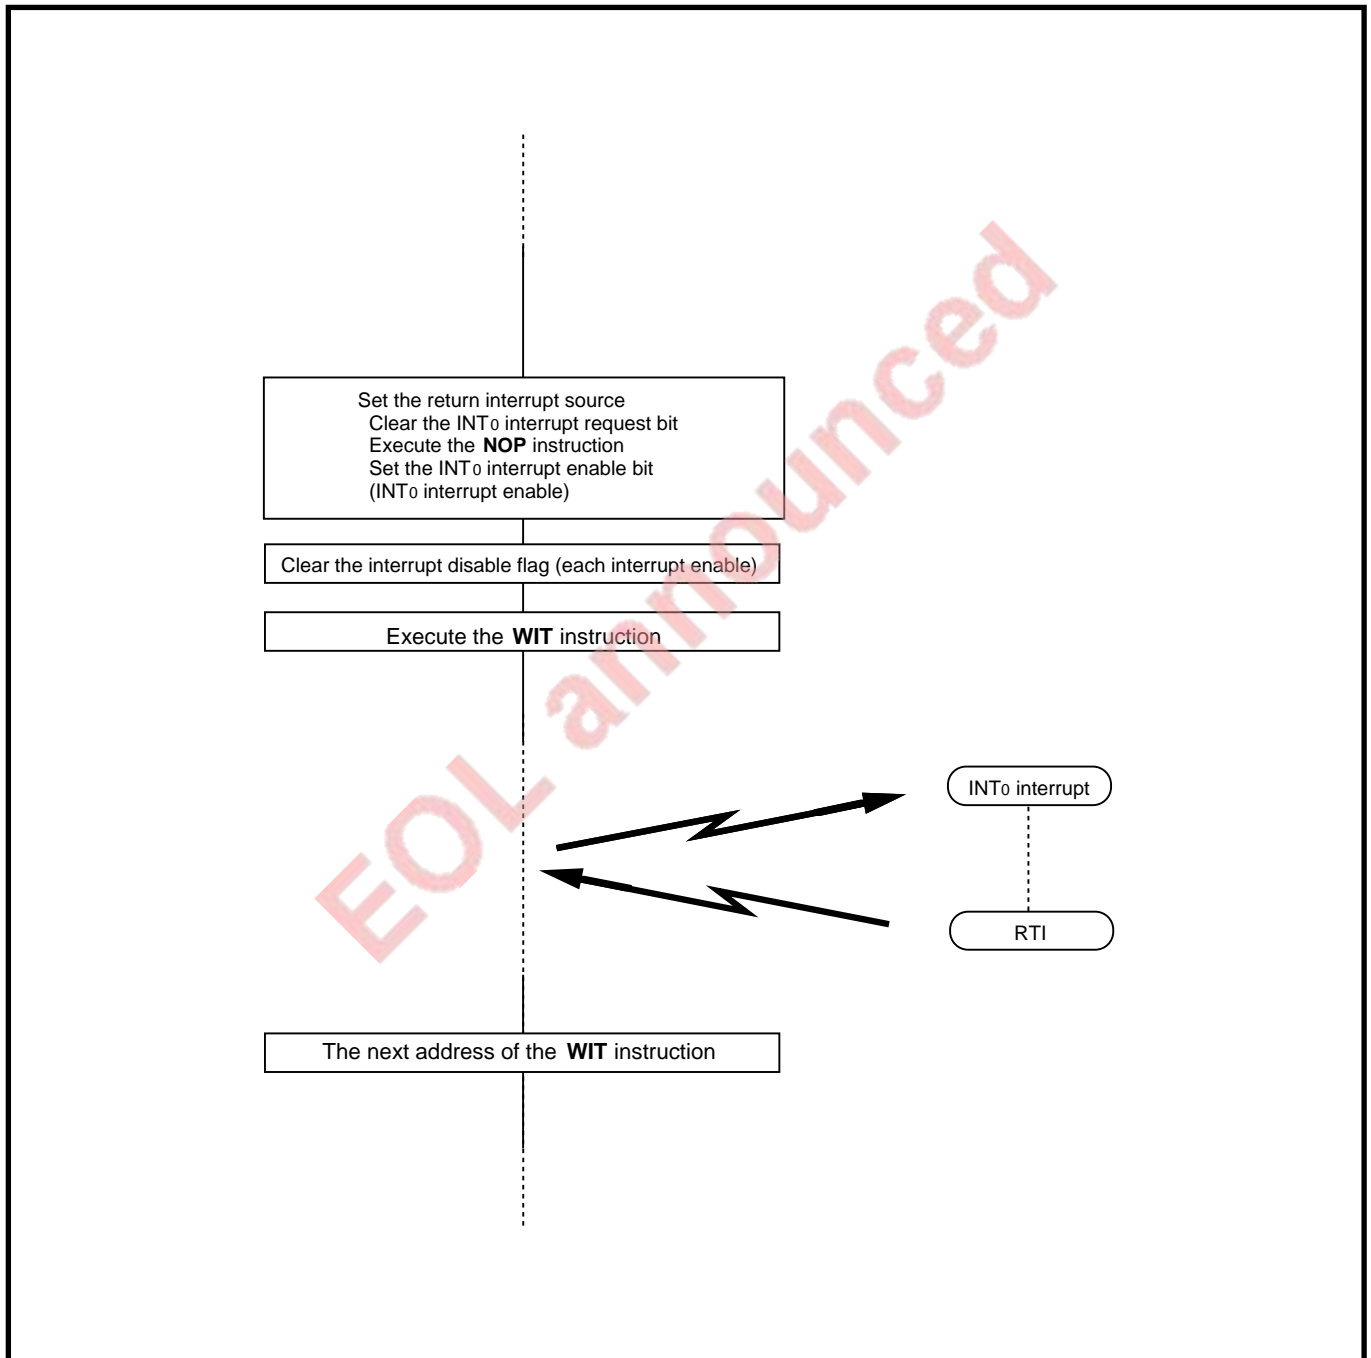 Set the return interrupt source
Clear the INT0 interrupt request bit
Execute the NOP instruction
Set the INT0 interrupt enable bit
(INT0 interrupt enable)
Clear the interrupt disable flag (each interrupt enable)
Execute the WIT instruction
EOL announced
INT0 interrupt
RTI
The next address of the WIT instruction